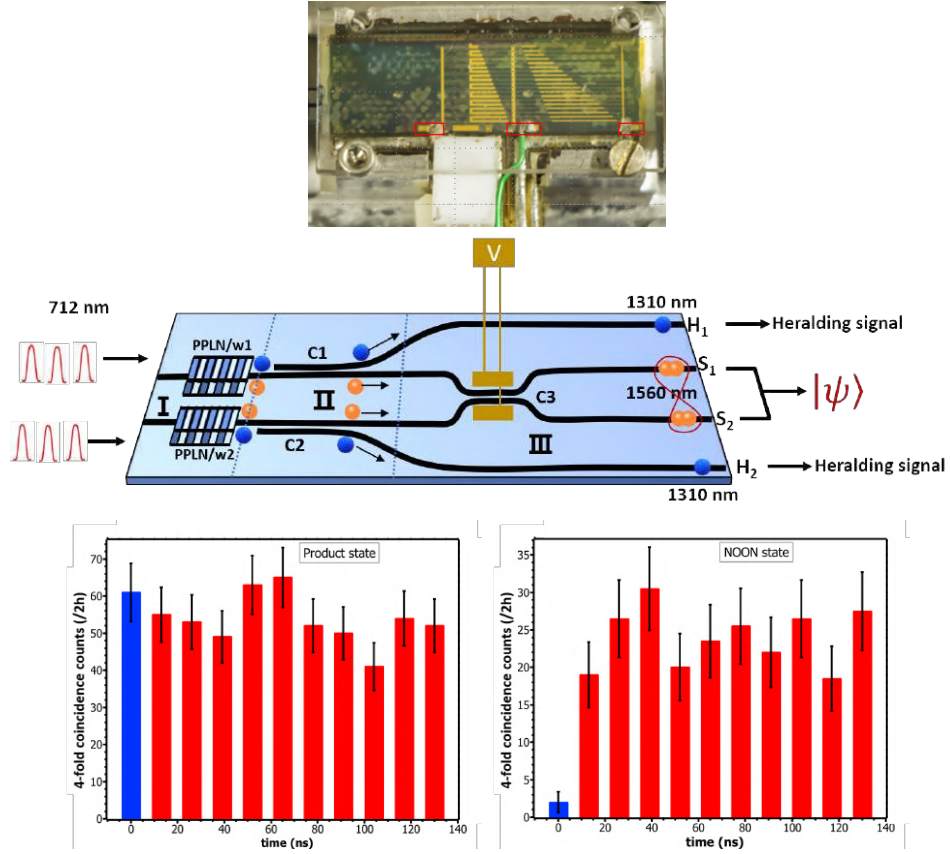 V
712 nm
1310 nm
H1
Heralding signal
PPLN/w1
C1
S1
I
II
C3
1560 nm
|ψ⟩
S2
PPLN/w2
C2
III
H2
Heralding signal
1310 nm
Product state
4-fold coincidence counts (/2h)
70
60
50
40
30
20
10
0
0 20 40 60 80 100 120 140
time (ns)
NOON state
4-fold coincidence counts (/2h)
35
30
25
20
15
10
5
0
0 20 40 60 80 100 120 140
time (ns)